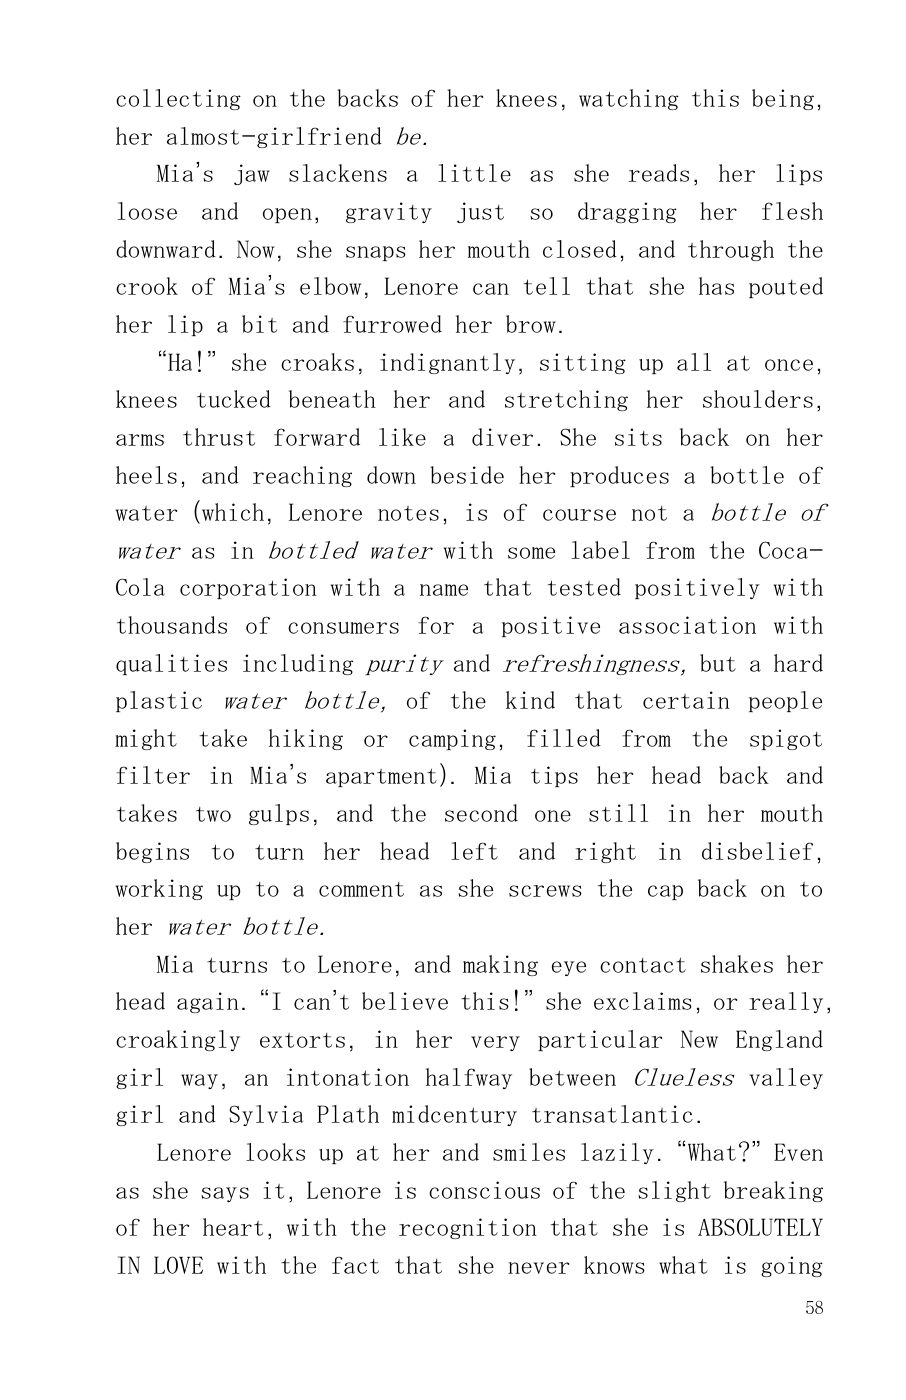 collecting on the backs of her knees, watching this being,
her almost-girlfriend be.
Mia's jaw slackens a little as she reads, her lips
loose and open, gravity just so dragging her flesh
downward. Now, she snaps her mouth closed, and through the
crook of Mia's elbow, Lenore can tell that she has pouted
her lip a bit and furrowed her brow.
“Ha!” she croaks, indignantly, sitting up all at once,
knees tucked beneath her and stretching her shoulders,
arms thrust forward like a diver. She sits back on her
heels, and reaching down beside her produces a bottle of
water (which, Lenore notes, is of course not a bottle of
water as in bottled water with some label from the Coca-
Cola corporation with a name that tested positively with
thousands of consumers for a positive association with
qualities including purity and refreshingness, but a hard
plastic water bottle, of the kind that certain people
might take hiking or camping, filled from the spigot
filter in Mia's apartment). Mia tips her head back and
takes two gulps, and the second one still in her mouth
begins to turn her head left and right in disbelief,
working up to a comment as she screws the cap back on to
her water bottle.
Mia turns to Lenore, and making eye contact shakes her
head again. “I can't believe this!” she exclaims, or really,
croakingly extorts, in her very particular New England
girl way, an intonation halfway between Clueless valley
girl and Sylvia Plath midcentury transatlantic.
Lenore looks up at her and smiles lazily. “What?” Even
as she says it, Lenore is conscious of the slight breaking
of her heart, with the recognition that she is ABSOLUTELY
IN LOVE with the fact that she never knows what is going
58